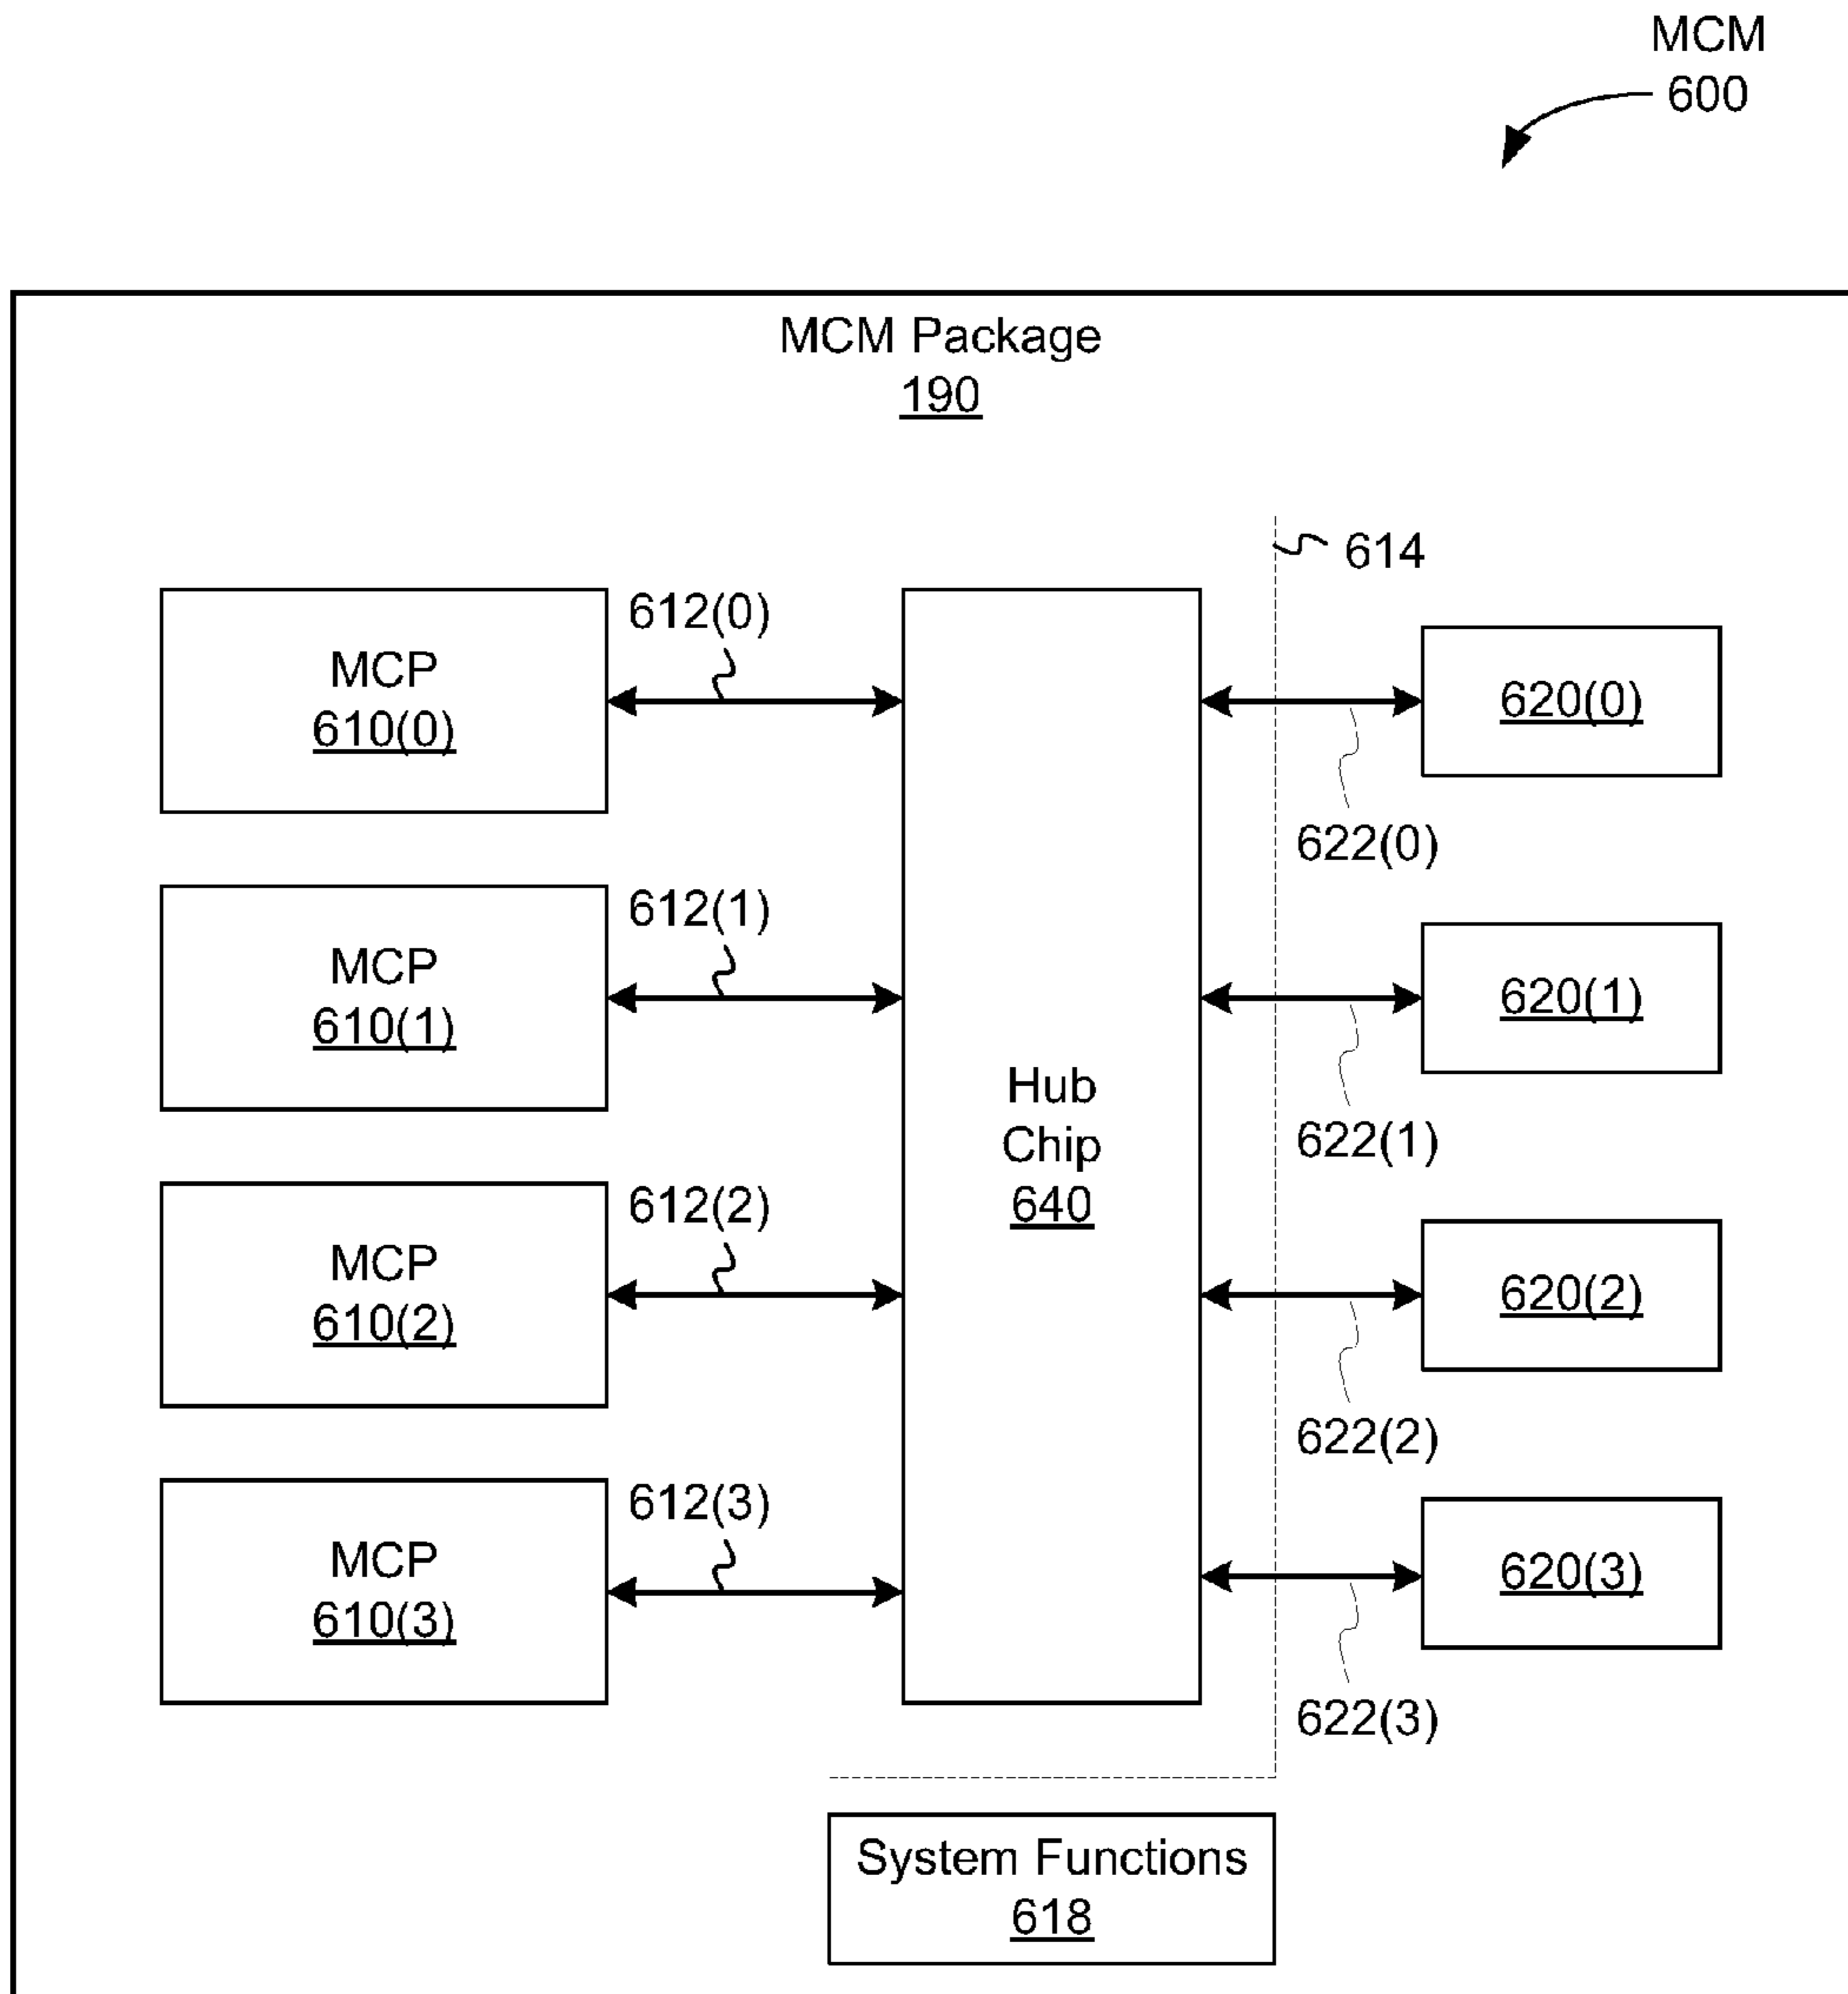 MCM
600
MCM Package
190
614
612(0)
MCP
610(0)
620(0)
622(0)
612(1)
MCP
610(1)
620(1)
622(1)
Hub
Chip
640
612(2)
MCP
610(2)
620(2)
622(2)
612(3)
MCP
610(3)
620(3)
622(3)
System Functions
618